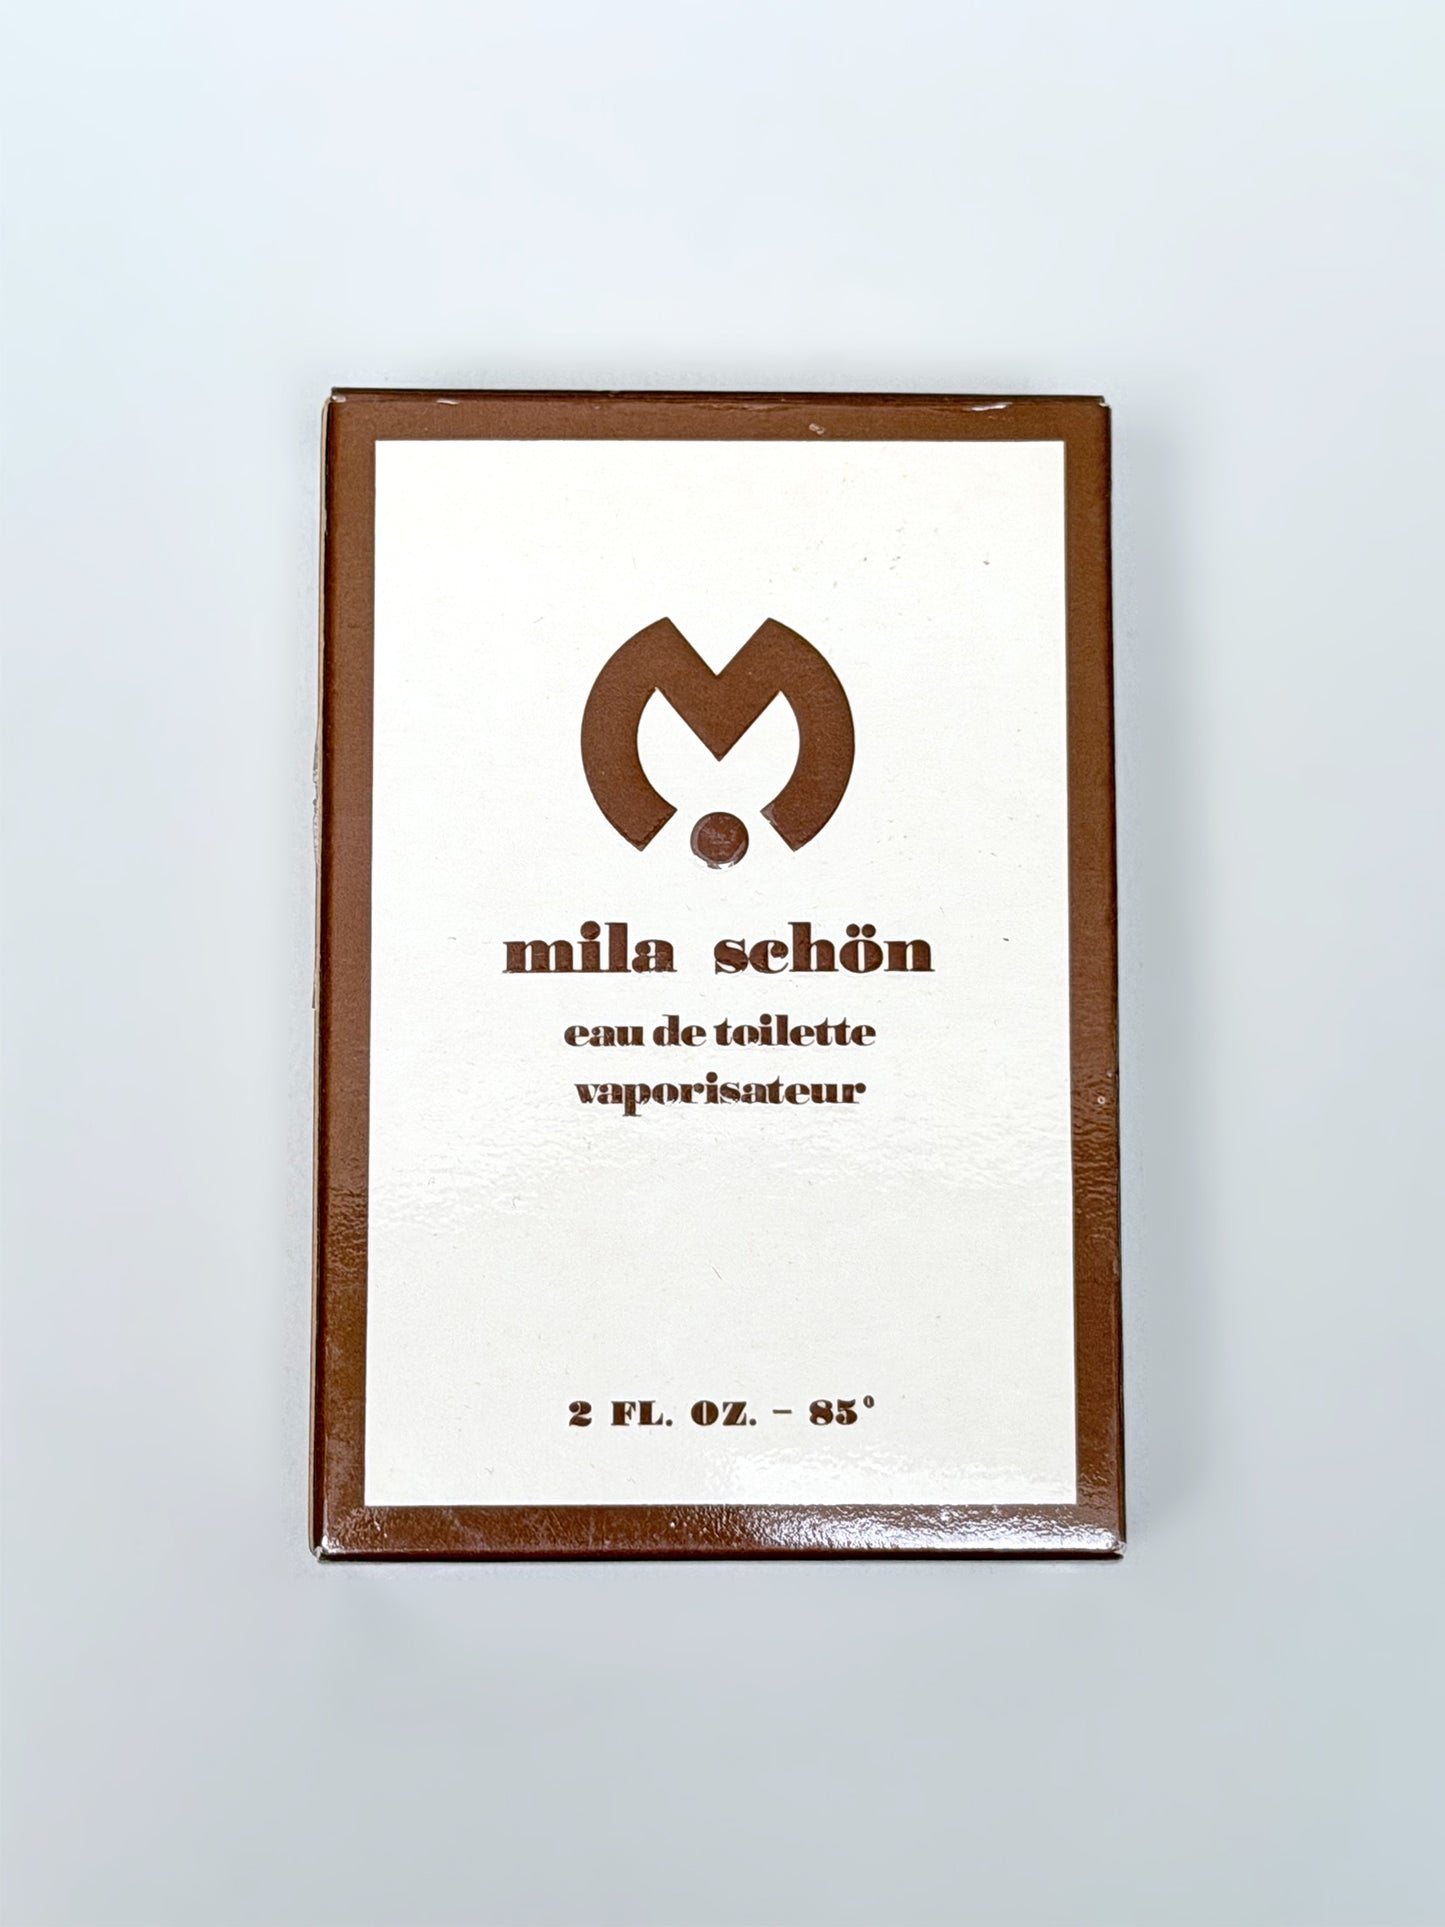 mila schön
eau de toilette
vaporisateur
2 FL. OZ. – 85°